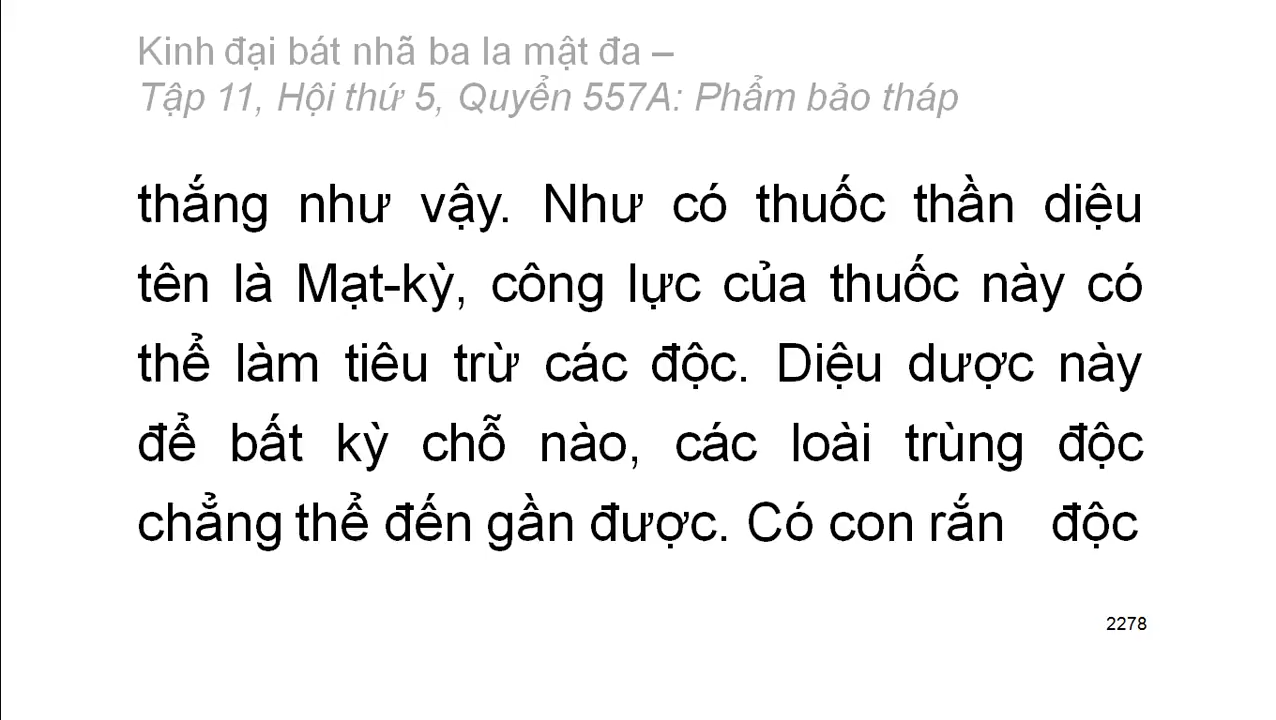 Kinh đại bát nhã ba la mật đa –
Tập 11, Hội thứ 5, Quyển 557A: Phẩm bảo tháp
thắng như vậy. Như có thuốc thần diệu
tên là Mạt-kỳ, công lực của thuốc này có
thể làm tiêu trừ các độc. Diệu dược này
để bất kỳ chỗ nào, các loài trùng độc
chẳng thể đến gần được. Có con rắn độc
2278